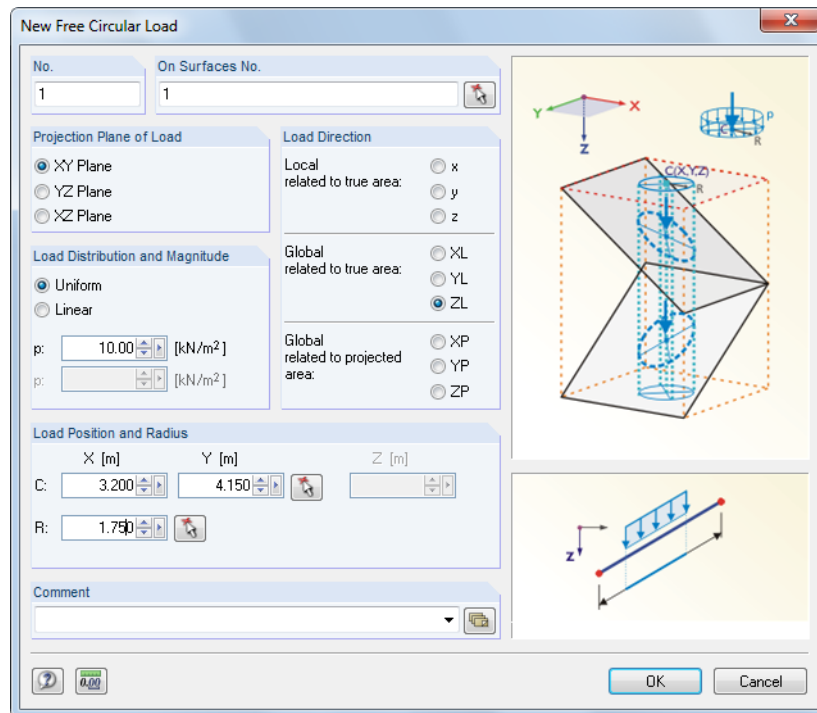 New Free Circular Load
No.
On Surfaces No.
1
1
Projection Plane of Load
XY Plane
YZ Plane
XZ Plane
Load Direction
Local
related to true area:
x
y
z
Global
related to true area:
XL
YL
ZL
Global
related to projected
area:
XP
YP
ZP
Load Distribution and Magnitude
Uniform
Linear
p: 10.00 [kN/m²]
p: [kN/m²]
Load Position and Radius
X [m] Y [m] Z [m]
C: 3.200 4.150
R: 1.750
Comment
0.00
OK Cancel
Y X
Z
p
C
R
C(X,Y,Z)
R
Z